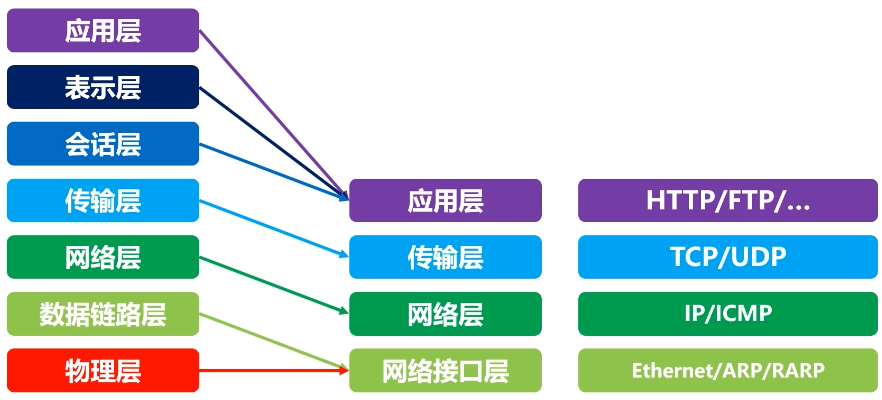 应用层
表示层
会话层
传输层
网络层
数据链路层
物理层
应用层
传输层
网络层
网络接口层
HTTP/FTP/...
TCP/UDP
IP/ICMP
Ethernet/ARP/RARP